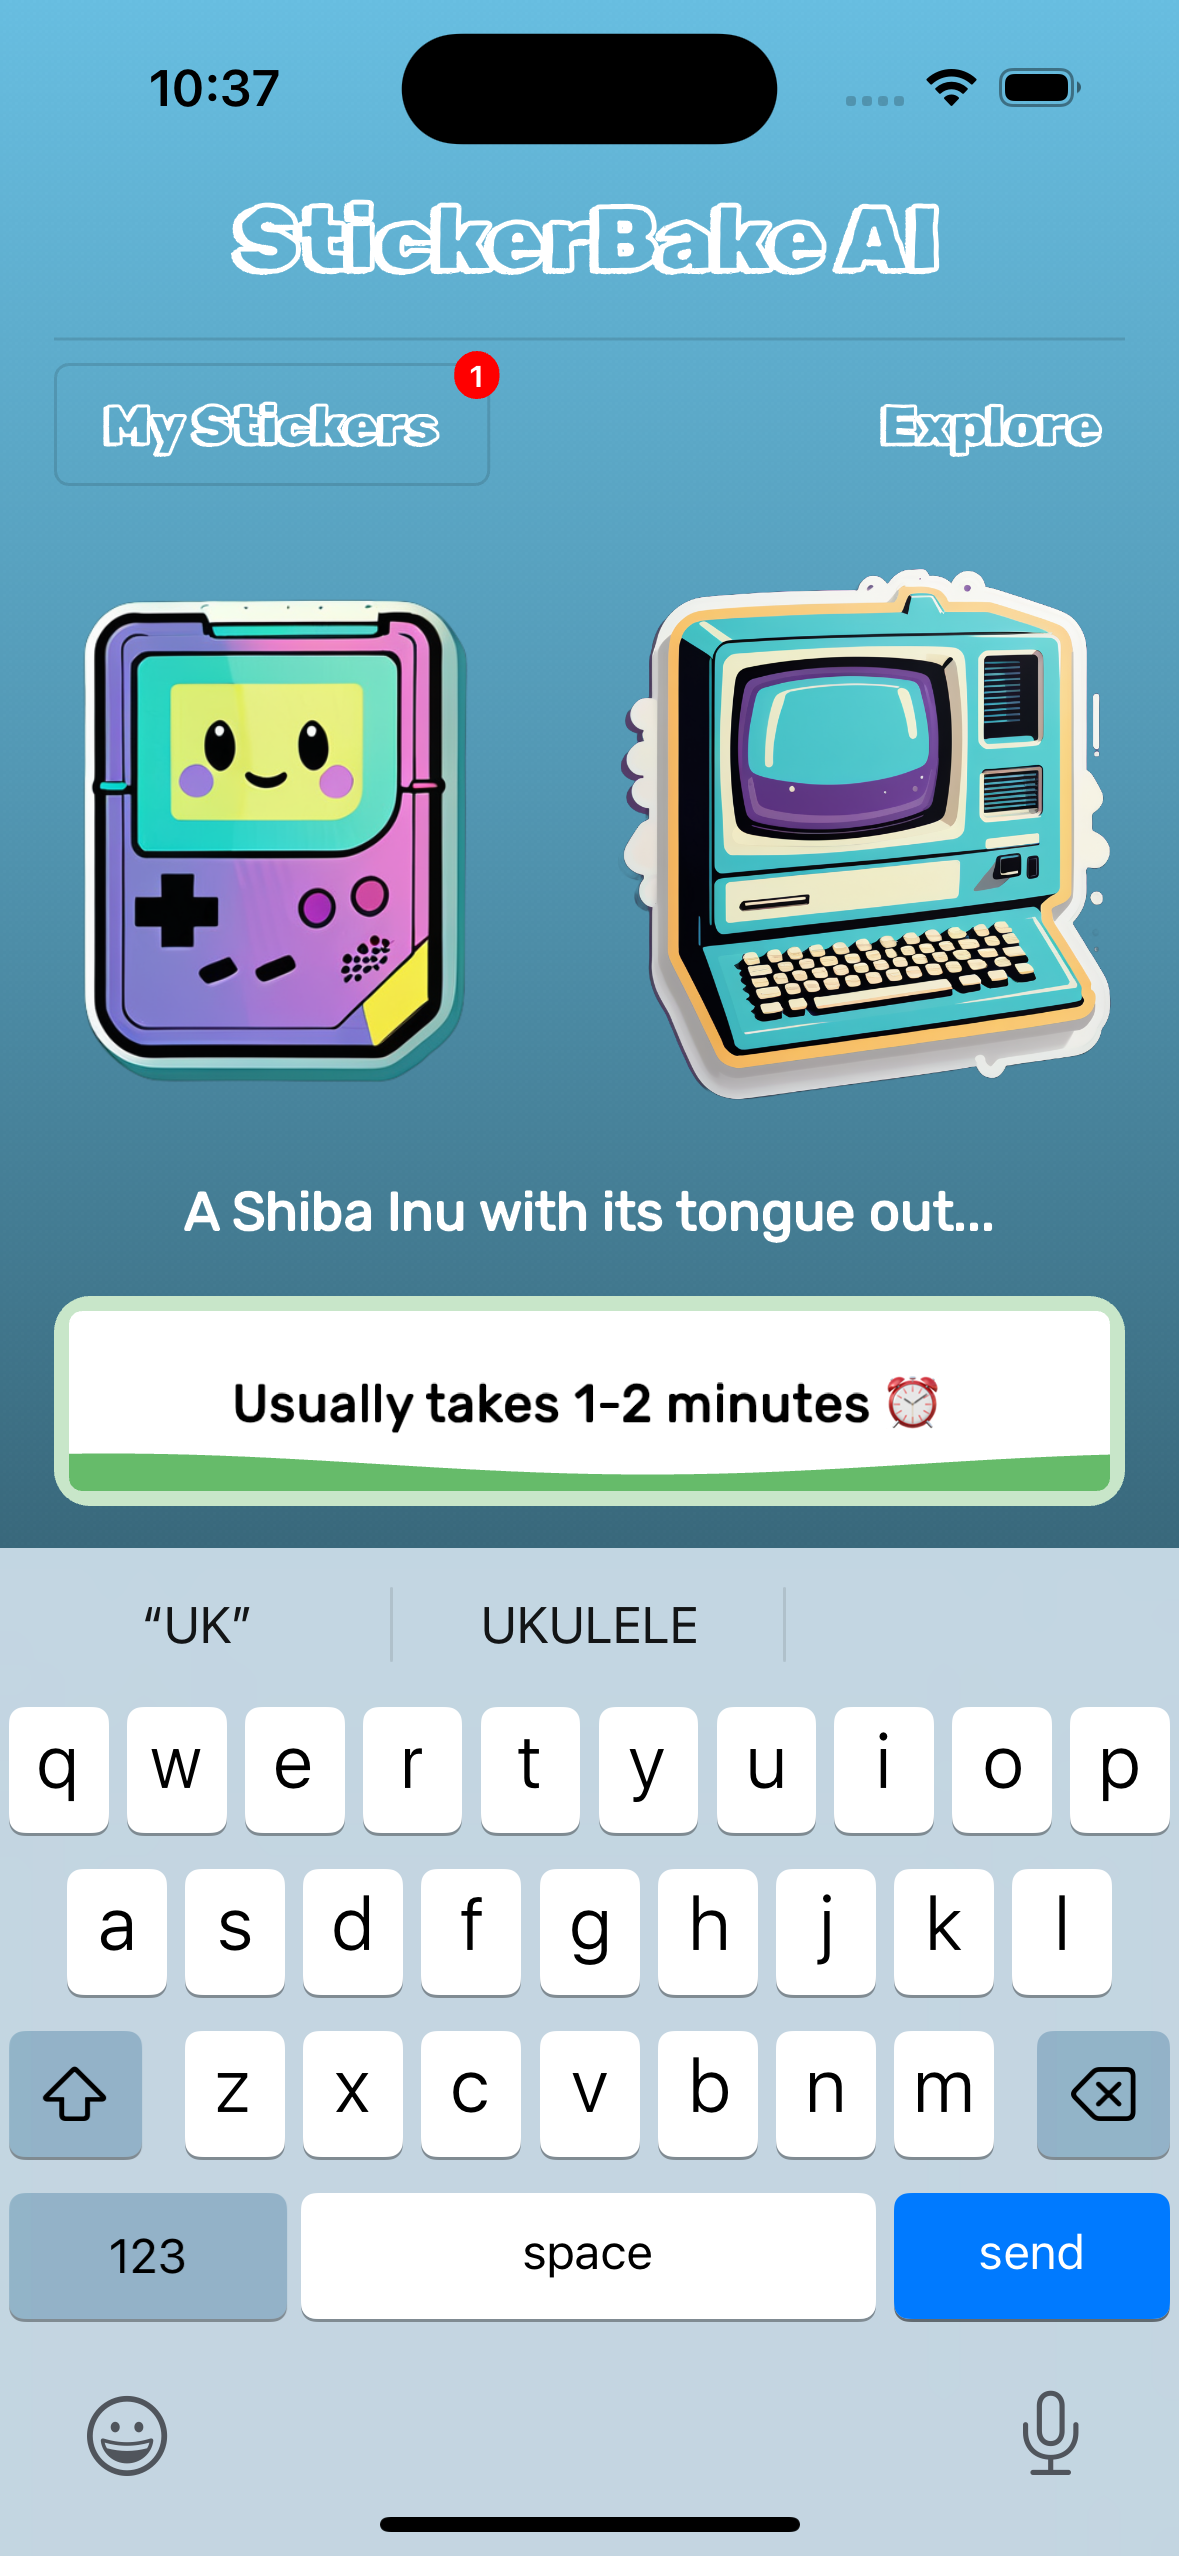 10:37
StickerBake AI
My Stickers
1
Explore
A Shiba Inu with its tongue out...
Usually takes 1-2 minutes ⏰
“UK”
UKULELE
q w e r t y u i o p
a s d f g h j k l
z x c v b n m
123
space
send